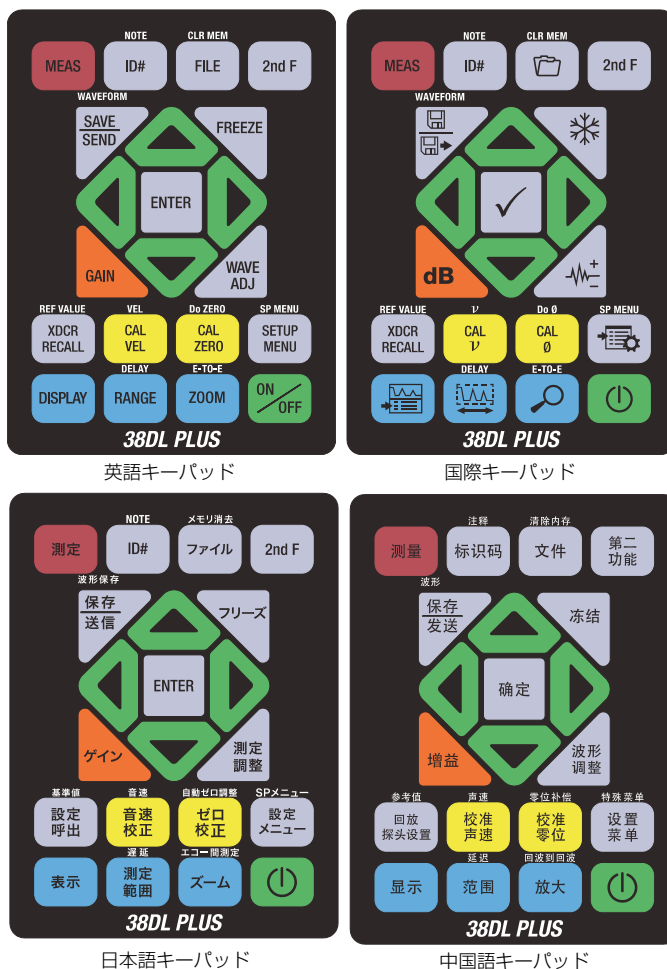 NOTE CLR MEM
MEAS ID# FILE 2nd F
WAVEFORM
SAVE
SEND
FREEZE
ENTER
GAIN
WAVE
ADJ
REF VALUE VEL Do ZERO SP MENU
XDCR
RECALL
CAL
VEL
CAL
ZERO
SETUP
MENU
DELAY E-TO-E
DISPLAY RANGE ZOOM ON
OFF
38DL PLUS
英語キーパッド
NOTE CLR MEM
MEAS ID# 2nd F
WAVEFORM
dB
+
−
REF VALUE ν Do Ø SP MENU
XDCR
RECALL
CAL
ν
CAL
Ø
DELAY E-TO-E
38DL PLUS
国際キーパッド
NOTE メモリ消去
測定 ID# ファイル 2nd F
波形保存
保存
送信
フリーズ
ENTER
ゲイン
測定
調整
基準値 音速 自動ゼロ調整 SPメニュー
設定
呼出
音速
校正
ゼロ
校正
設定
メニュー
遅延 エコー間測定
表示 測定
範囲
ズーム
38DL PLUS
日本語キーパッド
注释 清除内存
测量 标识码 文件 第二
功能
波形
保存
发送
冻结
确定
增益
波形
调整
参考值 声速 零位补偿 特殊菜单
回放
探头设置
校准
声速
校准
零位
设置
菜单
延迟 回波到回波
显示 范围 放大
38DL PLUS
中国語キーパッド